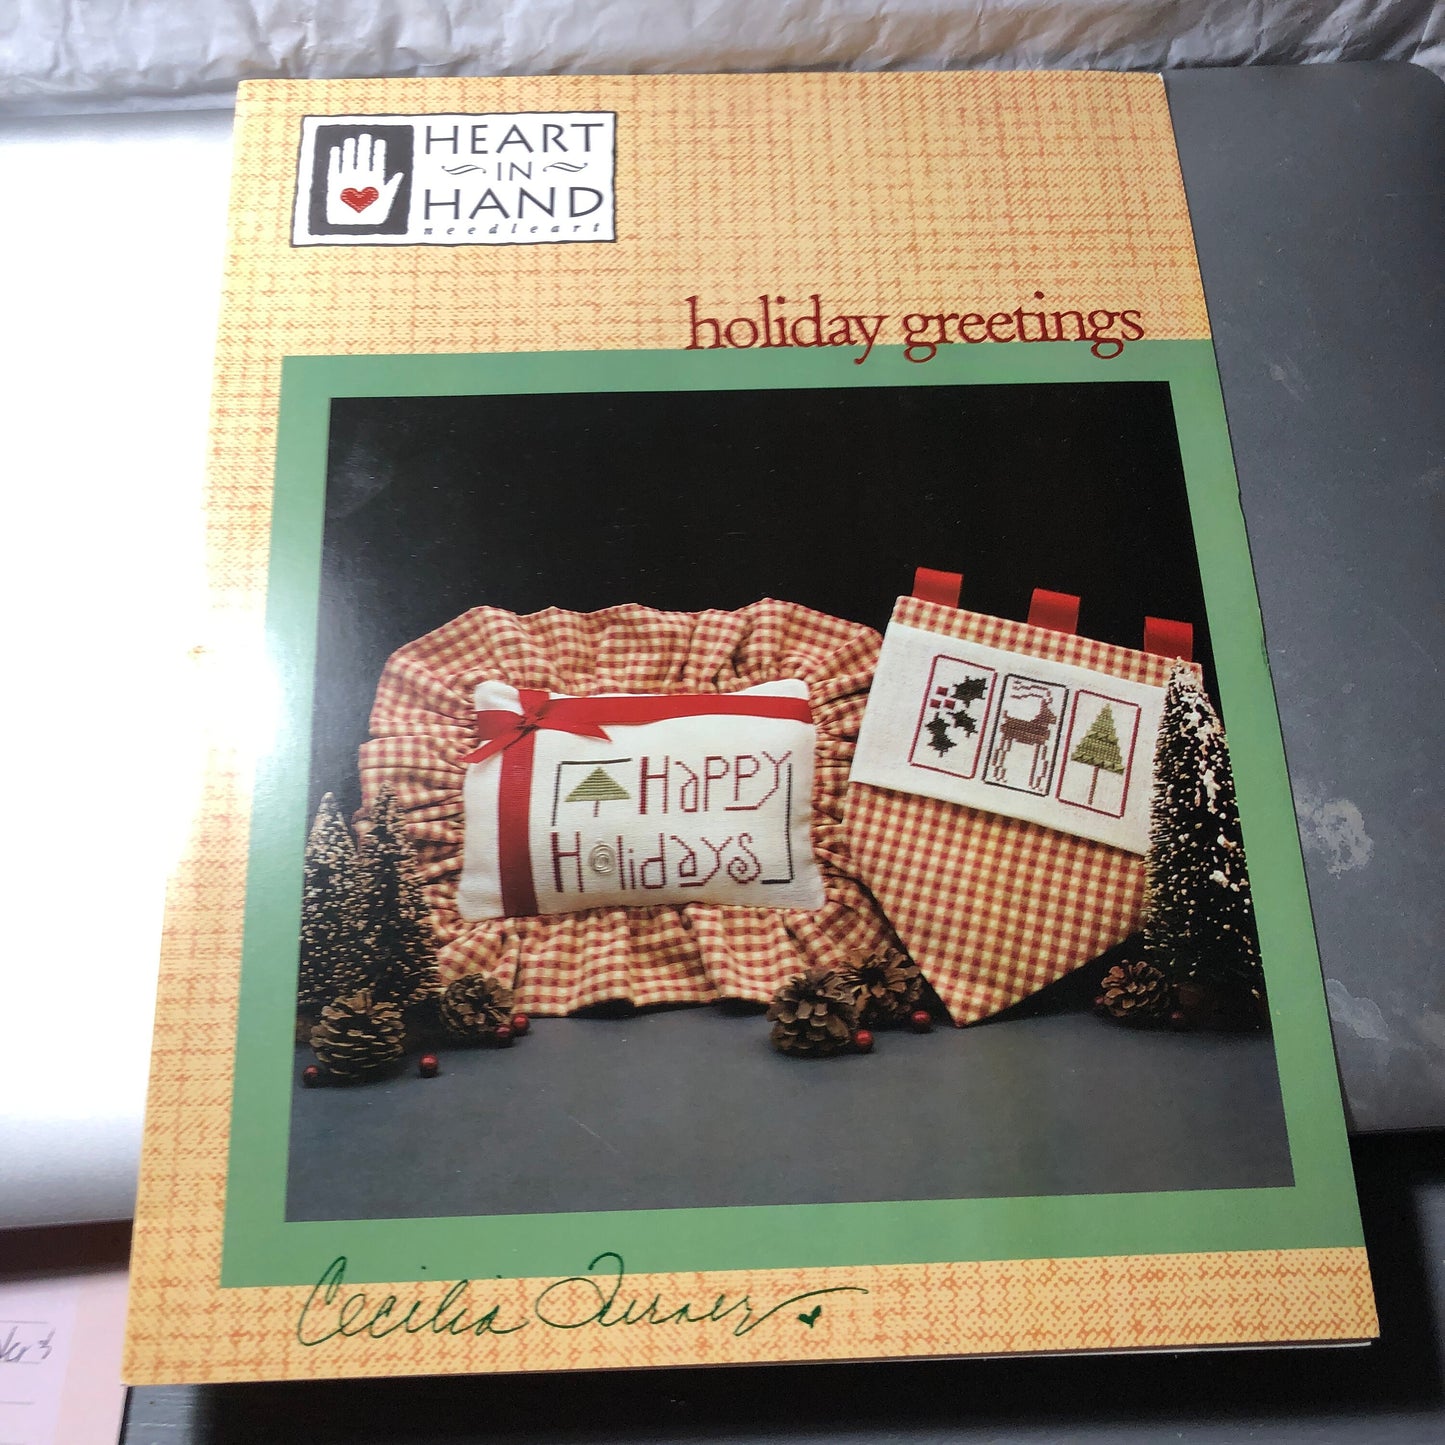 HEART
IN
HAND
needleart
holiday greetings
HAPPY
Holidays
Cecilia Turner